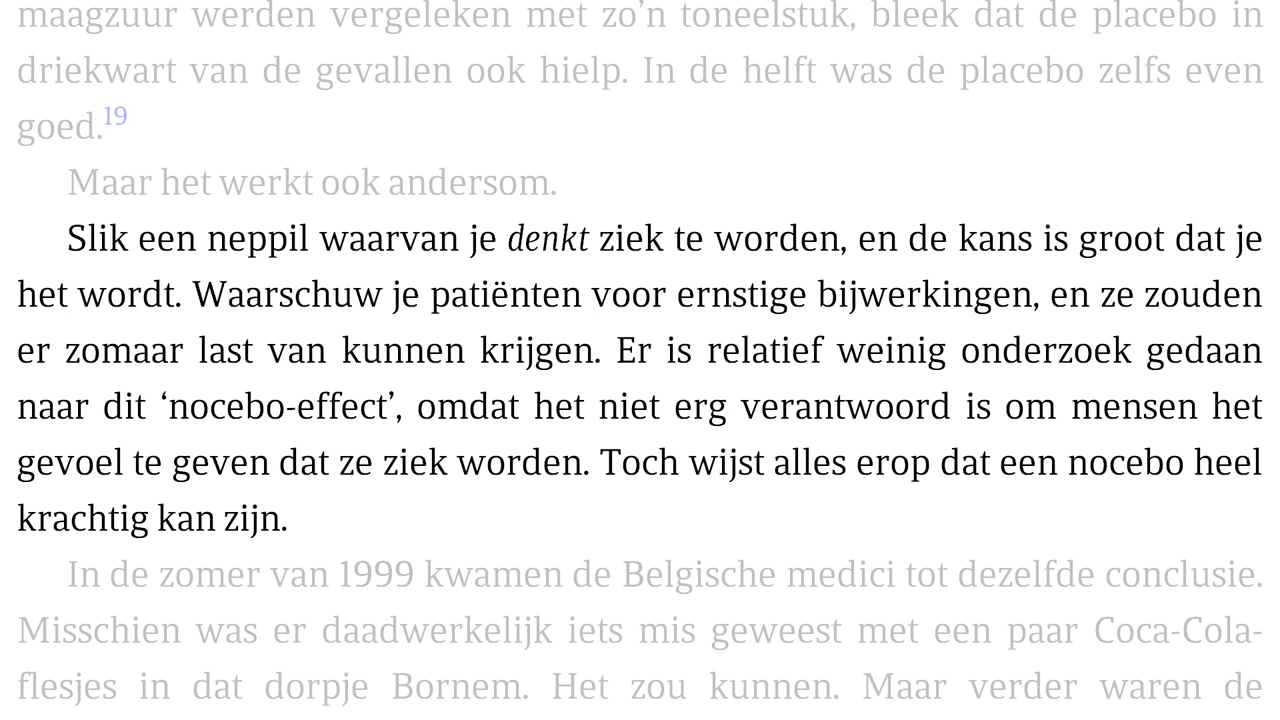 maagzuur werden vergeleken met zo’n toneelstuk, bleek dat de placebo in
driekwart van de gevallen ook hielp. In de helft was de placebo zelfs even
goed.19
Maar het werkt ook andersom.
Slik een neppil waarvan je denkt ziek te worden, en de kans is groot dat je
het wordt. Waarschuw je patiënten voor ernstige bijwerkingen, en ze zouden
er zomaar last van kunnen krijgen. Er is relatief weinig onderzoek gedaan
naar dit ‘nocebo-effect’, omdat het niet erg verantwoord is om mensen het
gevoel te geven dat ze ziek worden. Toch wijst alles erop dat een nocebo heel
krachtig kan zijn.
In de zomer van 1999 kwamen de Belgische medici tot dezelfde conclusie.
Misschien was er daadwerkelijk iets mis geweest met een paar Coca-Cola-
flesjes in dat dorpje Bornem. Het zou kunnen. Maar verder waren de